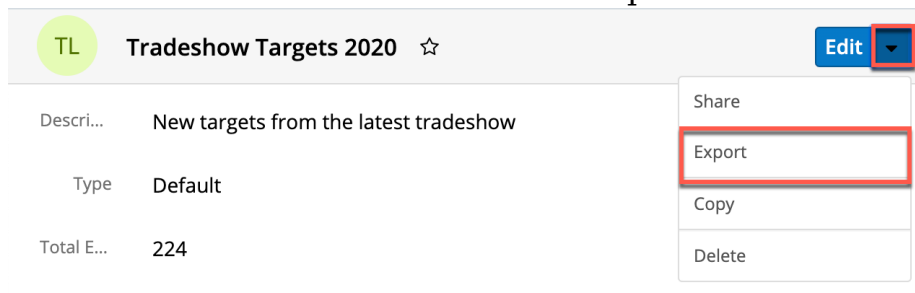 TL Tradeshow Targets 2020 Edit
Share
Descri... New targets from the latest tradeshow
Export
Type Default
Copy
Total E... 224
Delete